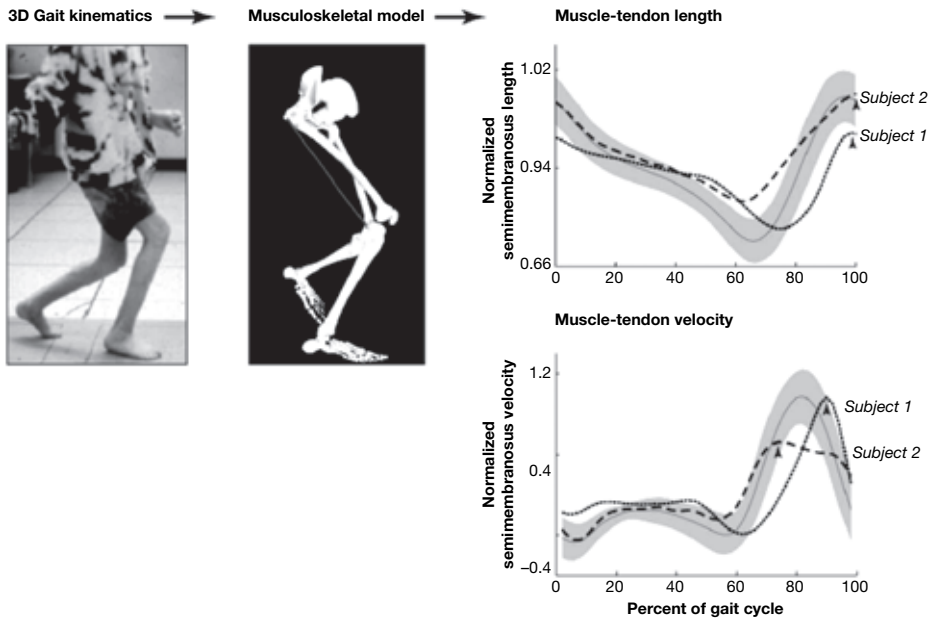 3D Gait kinematics
Musculoskeletal model
Muscle-tendon length
Normalized
semimembranosus length
1.02
0.94
0.66
0 20 40 60 80 100
Subject 2
Subject 1
Muscle-tendon velocity
Normalized
semimembranosus velocity
1.2
0.4
–0.4
0 20 40 60 80 100
Subject 1
Subject 2
Percent of gait cycle